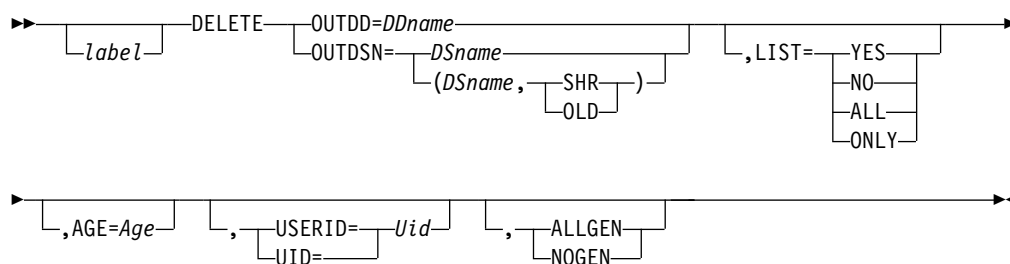 DELETE OUTDD=DDname
label OUTDSN= DSname ,LIST= YES
(DSname, SHR ) NO
OLD ALL
ONLY
,AGE=Age , USERID= Uid , ALLGEN
UID= NOGEN